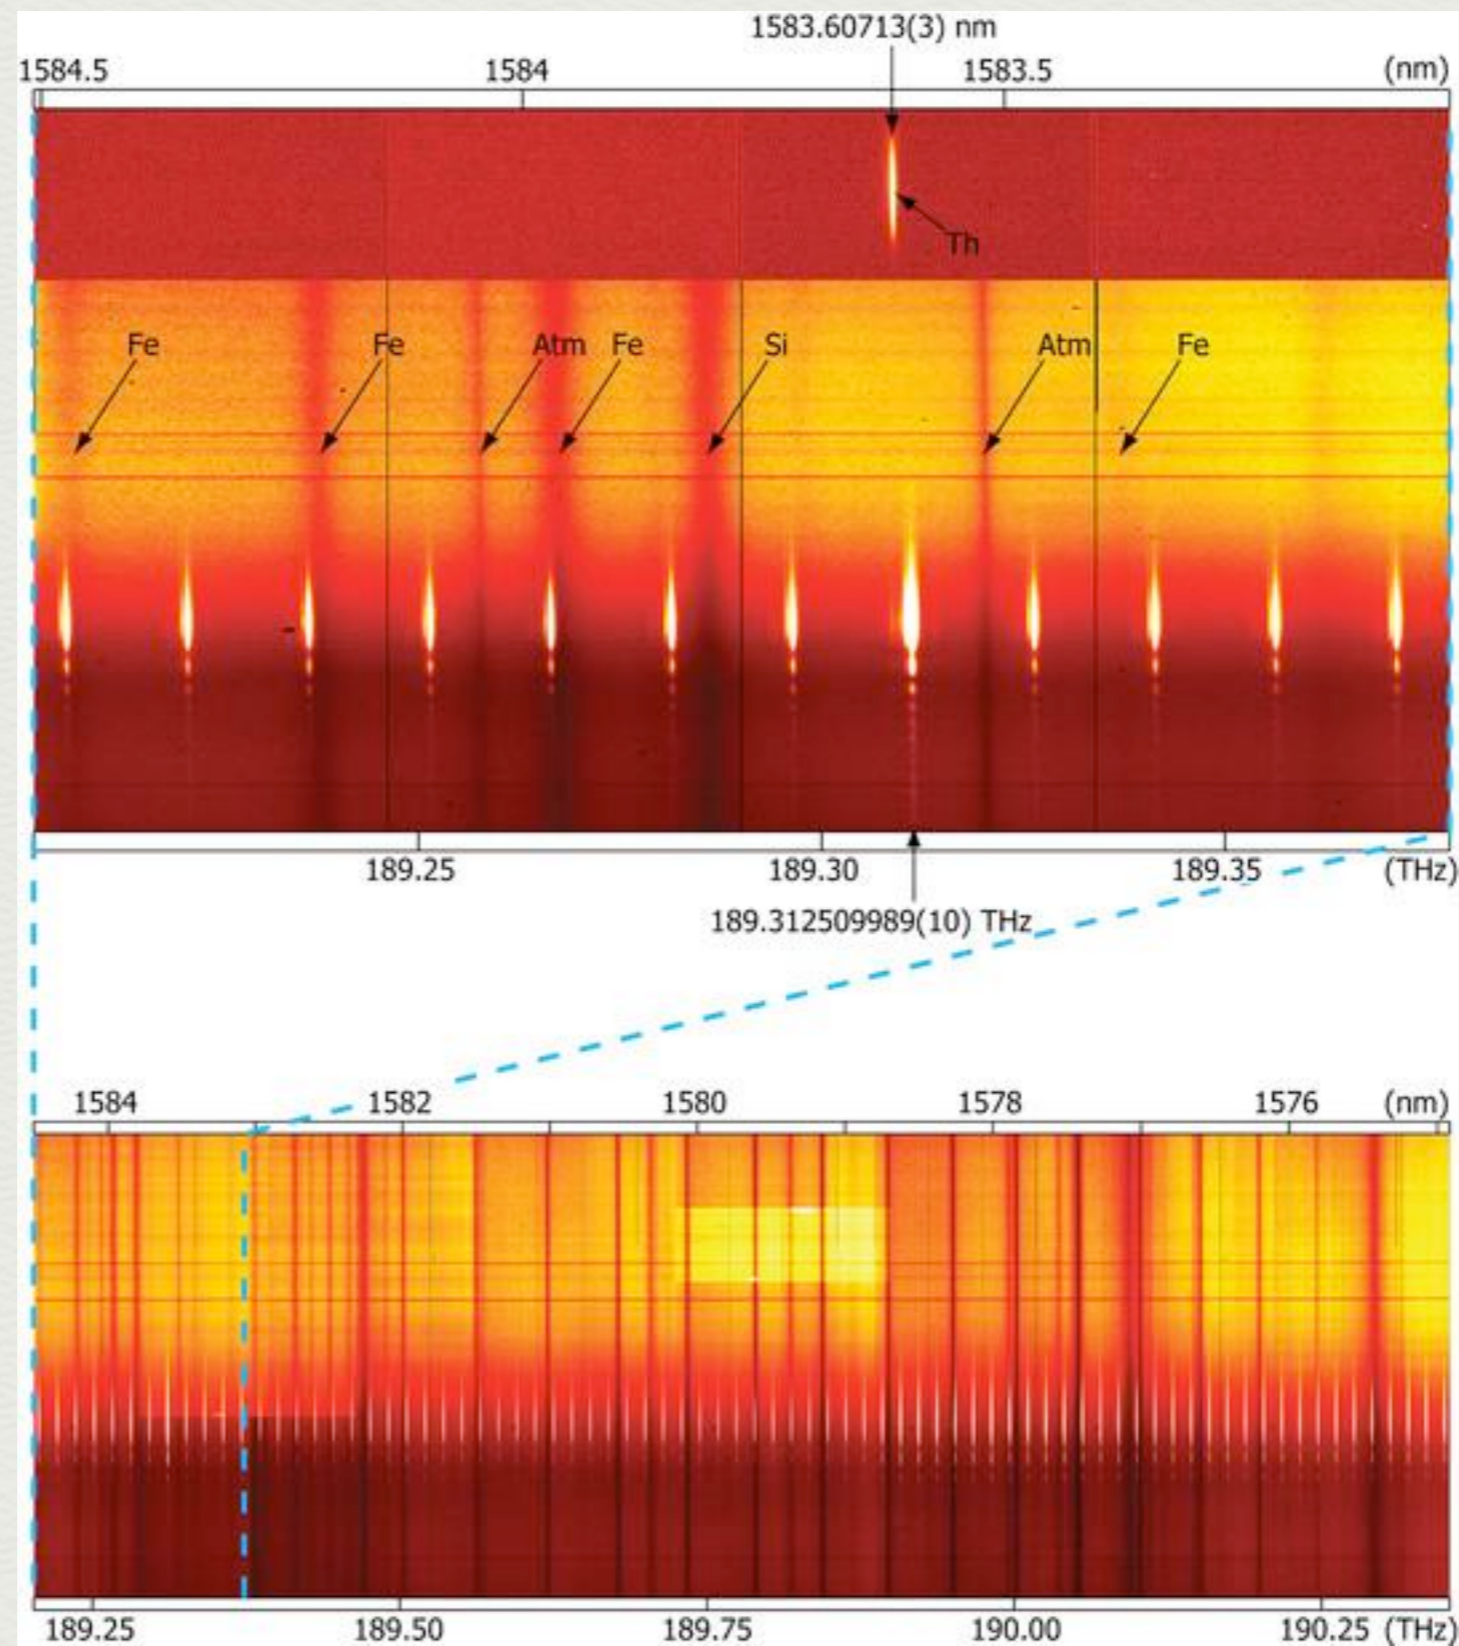 1583.60713(3) nm
1584.5 1584 1583.5 (nm)
Th
Fe Fe Atm Fe Si Atm Fe
189.25 189.30 189.35 (THz)
189.312509989(10) THz
1584 1582 1580 1578 1576 (nm)
189.25 189.50 189.75 190.00 190.25 (THz)